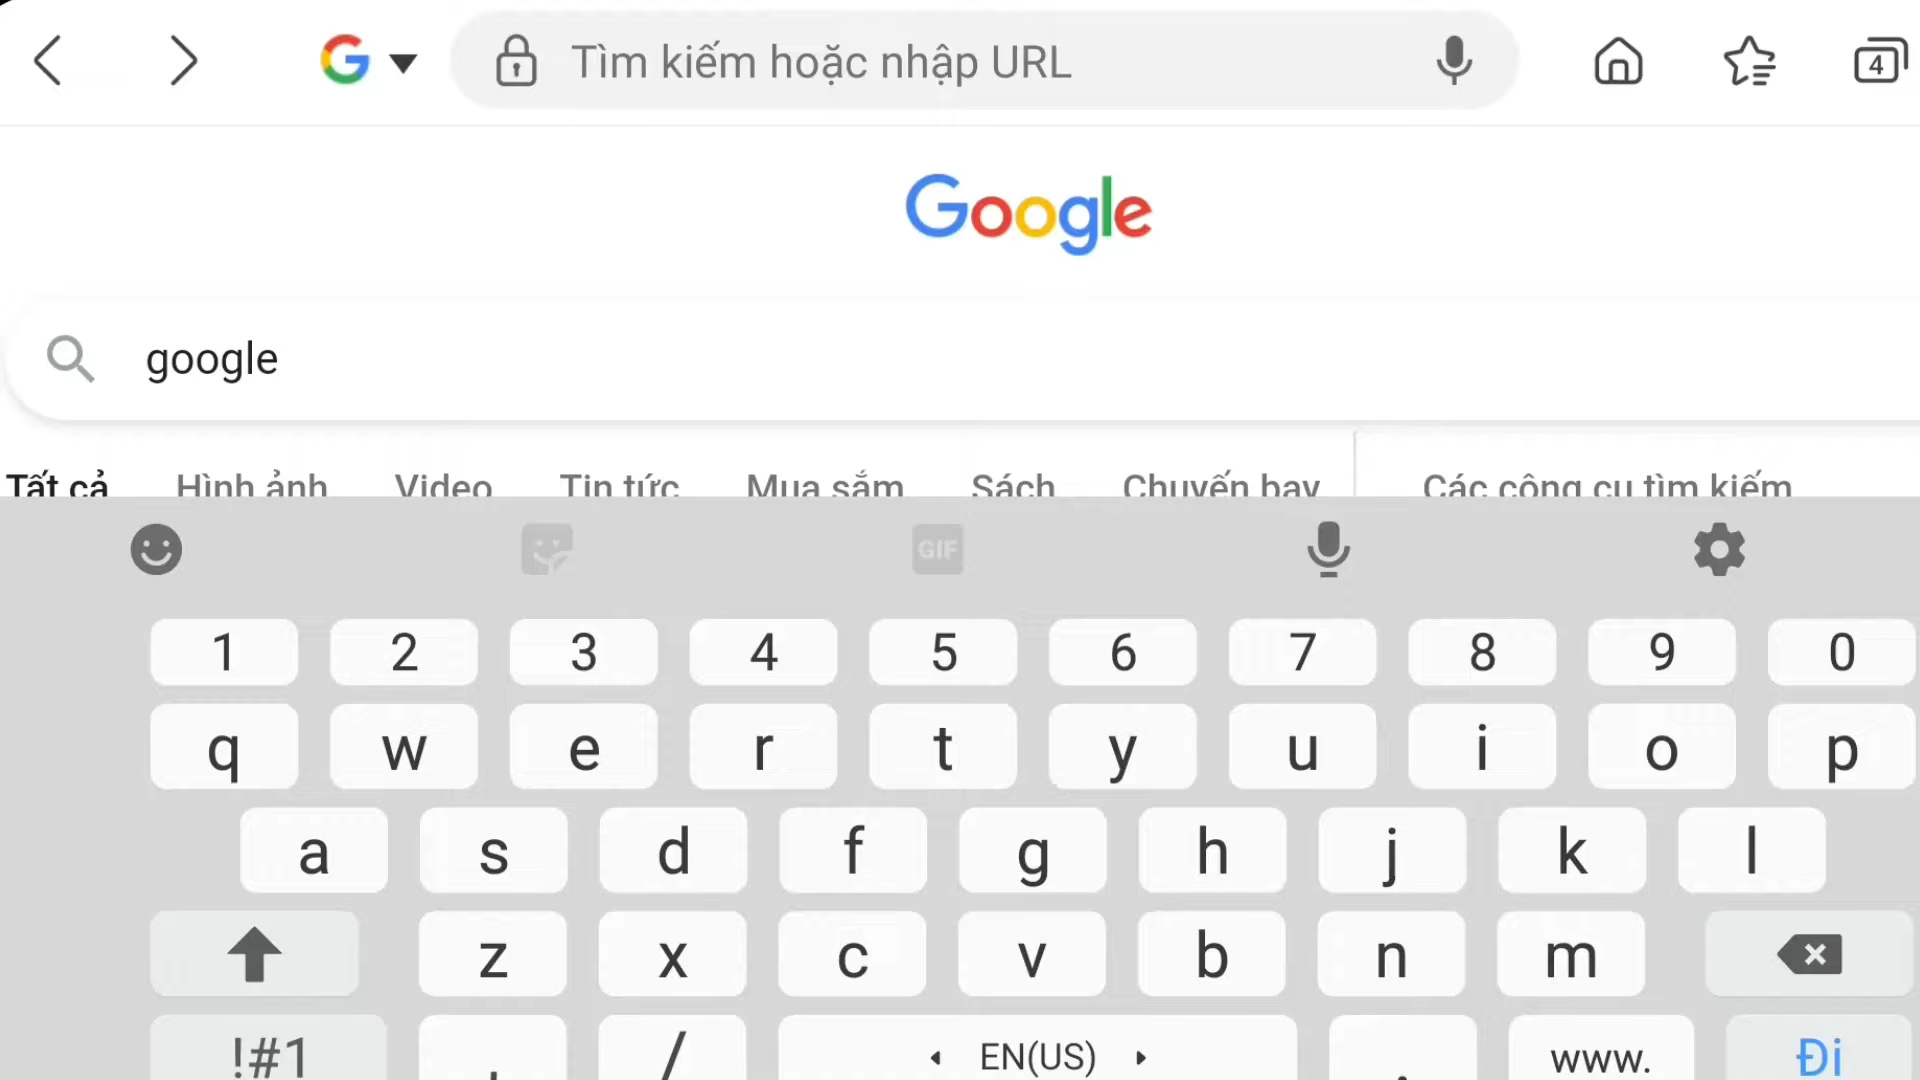 Tìm kiếm hoặc nhập URL
4
Google
google
Tất cả Hình ảnh Video Tin tức Mua sắm Sách Chuyến bay Các công cụ tìm kiếm
GIF
1 2 3 4 5 6 7 8 9 0
q w e r t y u i o p
a s d f g h j k l
z x c v b n m
!#1 , / EN(US) . www. Đi